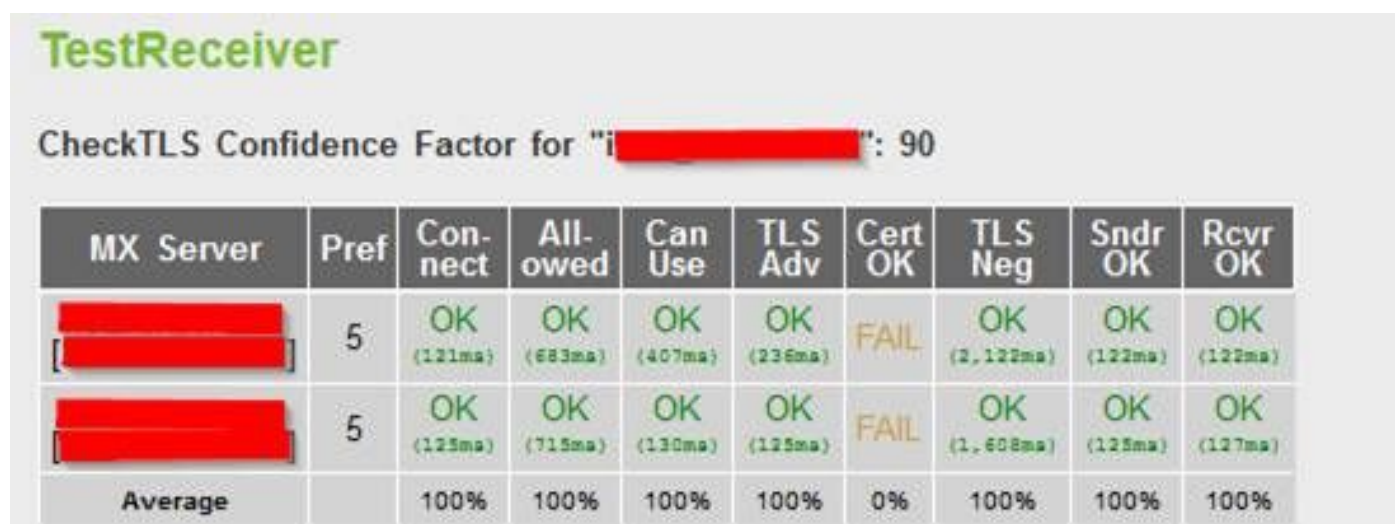 TestReceiver
CheckTLS Confidence Factor for "i ": 90
MX Server Pref Con-nect All-owed Can Use TLS Adv Cert OK TLS Neg Sndr OK Rcvr OK
[ ] 5 OK (121ms) OK (683ms) OK (407ms) OK (236ms) FAIL OK (2,122ms) OK (122ms) OK (122ms)
[ ] 5 OK (125ms) OK (715ms) OK (130ms) OK (125ms) FAIL OK (1,608ms) OK (125ms) OK (127ms)
Average 100% 100% 100% 100% 0% 100% 100% 100%